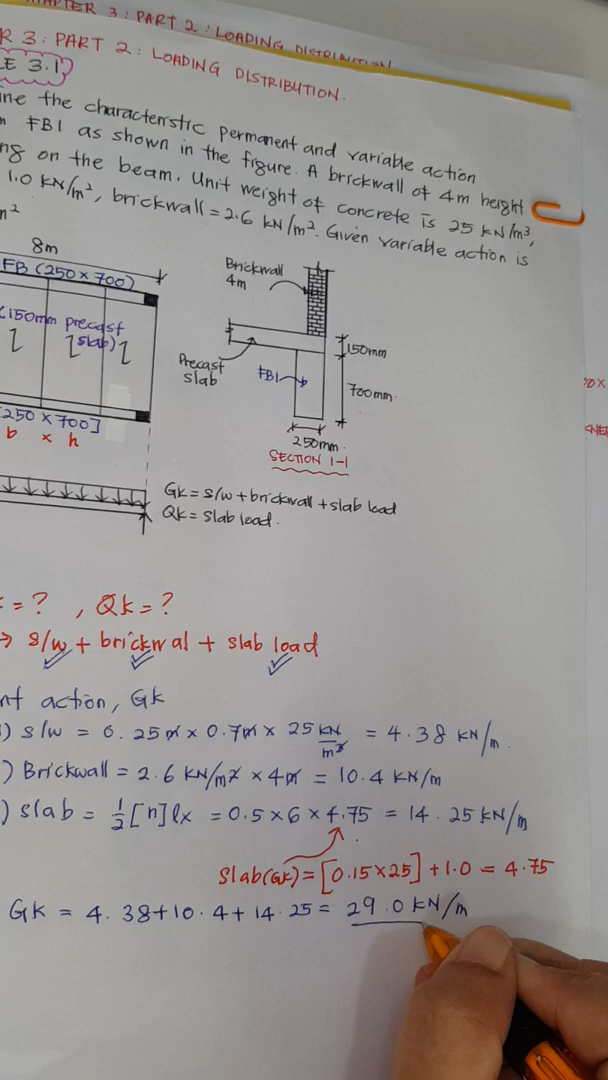 CHAPTER 3: PART 2: LOADING DISTRIBUTION
R 3: PART 2: LOADING DISTRIBUTION.
LE 3.1
ine the characteristic permanent and variable action
n FB1 as shown in the figure. A brickwall of 4m height
ng on the beam. Unit weight of concrete is 25 KN/m³,
1.0 KN/m², brickwall = 2.6 KN/m². Given variable action is
m²
8m
FB (250 x 700)
(150mm precast
slab)
250 x 700]
b x h
Brickwall
4m
Precast
slab
FB1
150mm
700mm
250mm
SECTION 1-1
Gk = s/w + brickwall + slab load
Qk = slab load.
= ? , Qk = ?
→ s/w + brickwal + slab load
nt action, Gk
) s/w = 0.25m x 0.7m x 25 KN/m³ = 4.38 KN/m.
) Brickwall = 2.6 KN/m² x 4m = 10.4 KN/m
) slab = 1/2 [n] lx = 0.5 x 6 x 4.75 = 14.25 KN/m
Slab(Gk) = [0.15 x 25] + 1.0 = 4.75
GK = 4.38 + 10.4 + 14.25 = 29.0 KN/m